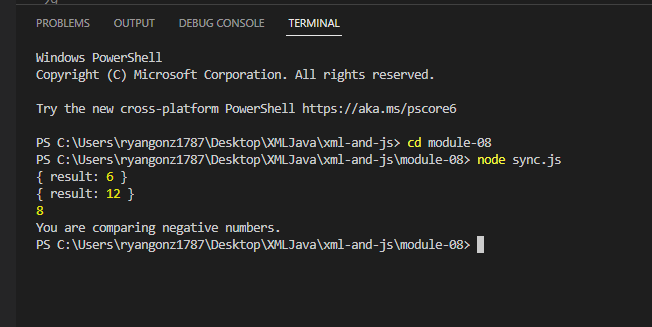 PROBLEMS OUTPUT DEBUG CONSOLE TERMINAL
Windows PowerShell
Copyright (C) Microsoft Corporation. All rights reserved.
Try the new cross-platform PowerShell https://aka.ms/pscore6
PS C:\Users\ryangonz1787\Desktop\XMLJava\xml-and-js> cd module-08
PS C:\Users\ryangonz1787\Desktop\XMLJava\xml-and-js\module-08> node sync.js
{ result: 6 }
{ result: 12 }
8
You are comparing negative numbers.
PS C:\Users\ryangonz1787\Desktop\XMLJava\xml-and-js\module-08>